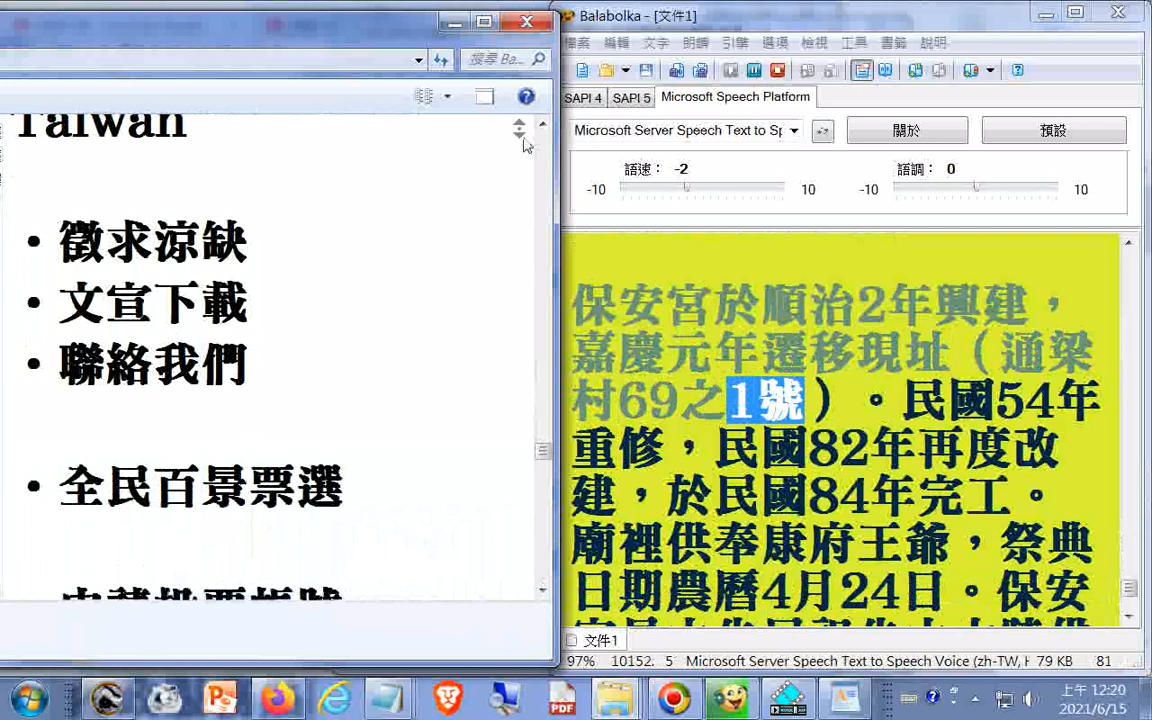 Balabolka - [文件1]
檔案 編輯 文字 朗讀 引擎 選項 檢視 工具 書籤 說明
搜尋 Ba...
SAPI 4 SAPI 5 Microsoft Speech Platform
Microsoft Server Speech Text to Sp
關於
預設
語速： -2
語調： 0
-10 10 -10 10
Taiwan
• 徵求涼缺
• 文宣下載
• 聯絡我們
• 全民百景票選
保安宮於順治2年興建，
嘉慶元年遷移現址（通梁
村69之1號）。民國54年
重修，民國82年再度改
建，於民國84年完工。
廟裡供奉康府王爺，祭典
日期農曆4月24日。保安
文件1
97% 10152. 5 Microsoft Server Speech Text to Speech Voice (zh-TW, H 79 KB 81
PDF
上午 12:20
2021/6/15